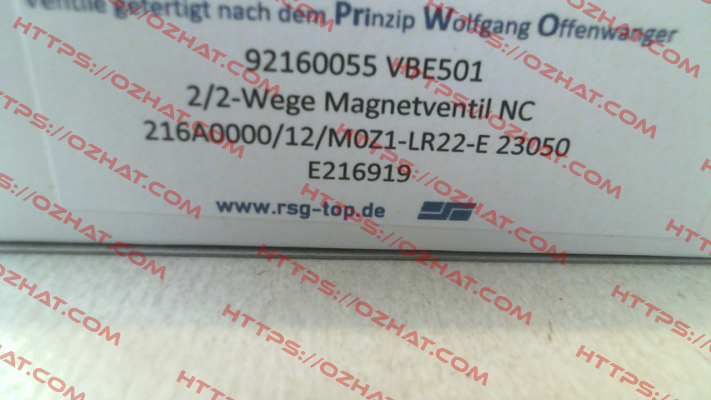 Ventile gefertigt nach dem Prinzip Wolfgang Offenwanger
92160055 VBE501
2/2-Wege Magnetventil NC
216A0000/12/M0Z1-LR22-E 23050
E216919
www.rsg-top.de
HTTPS://OZHAT.COM